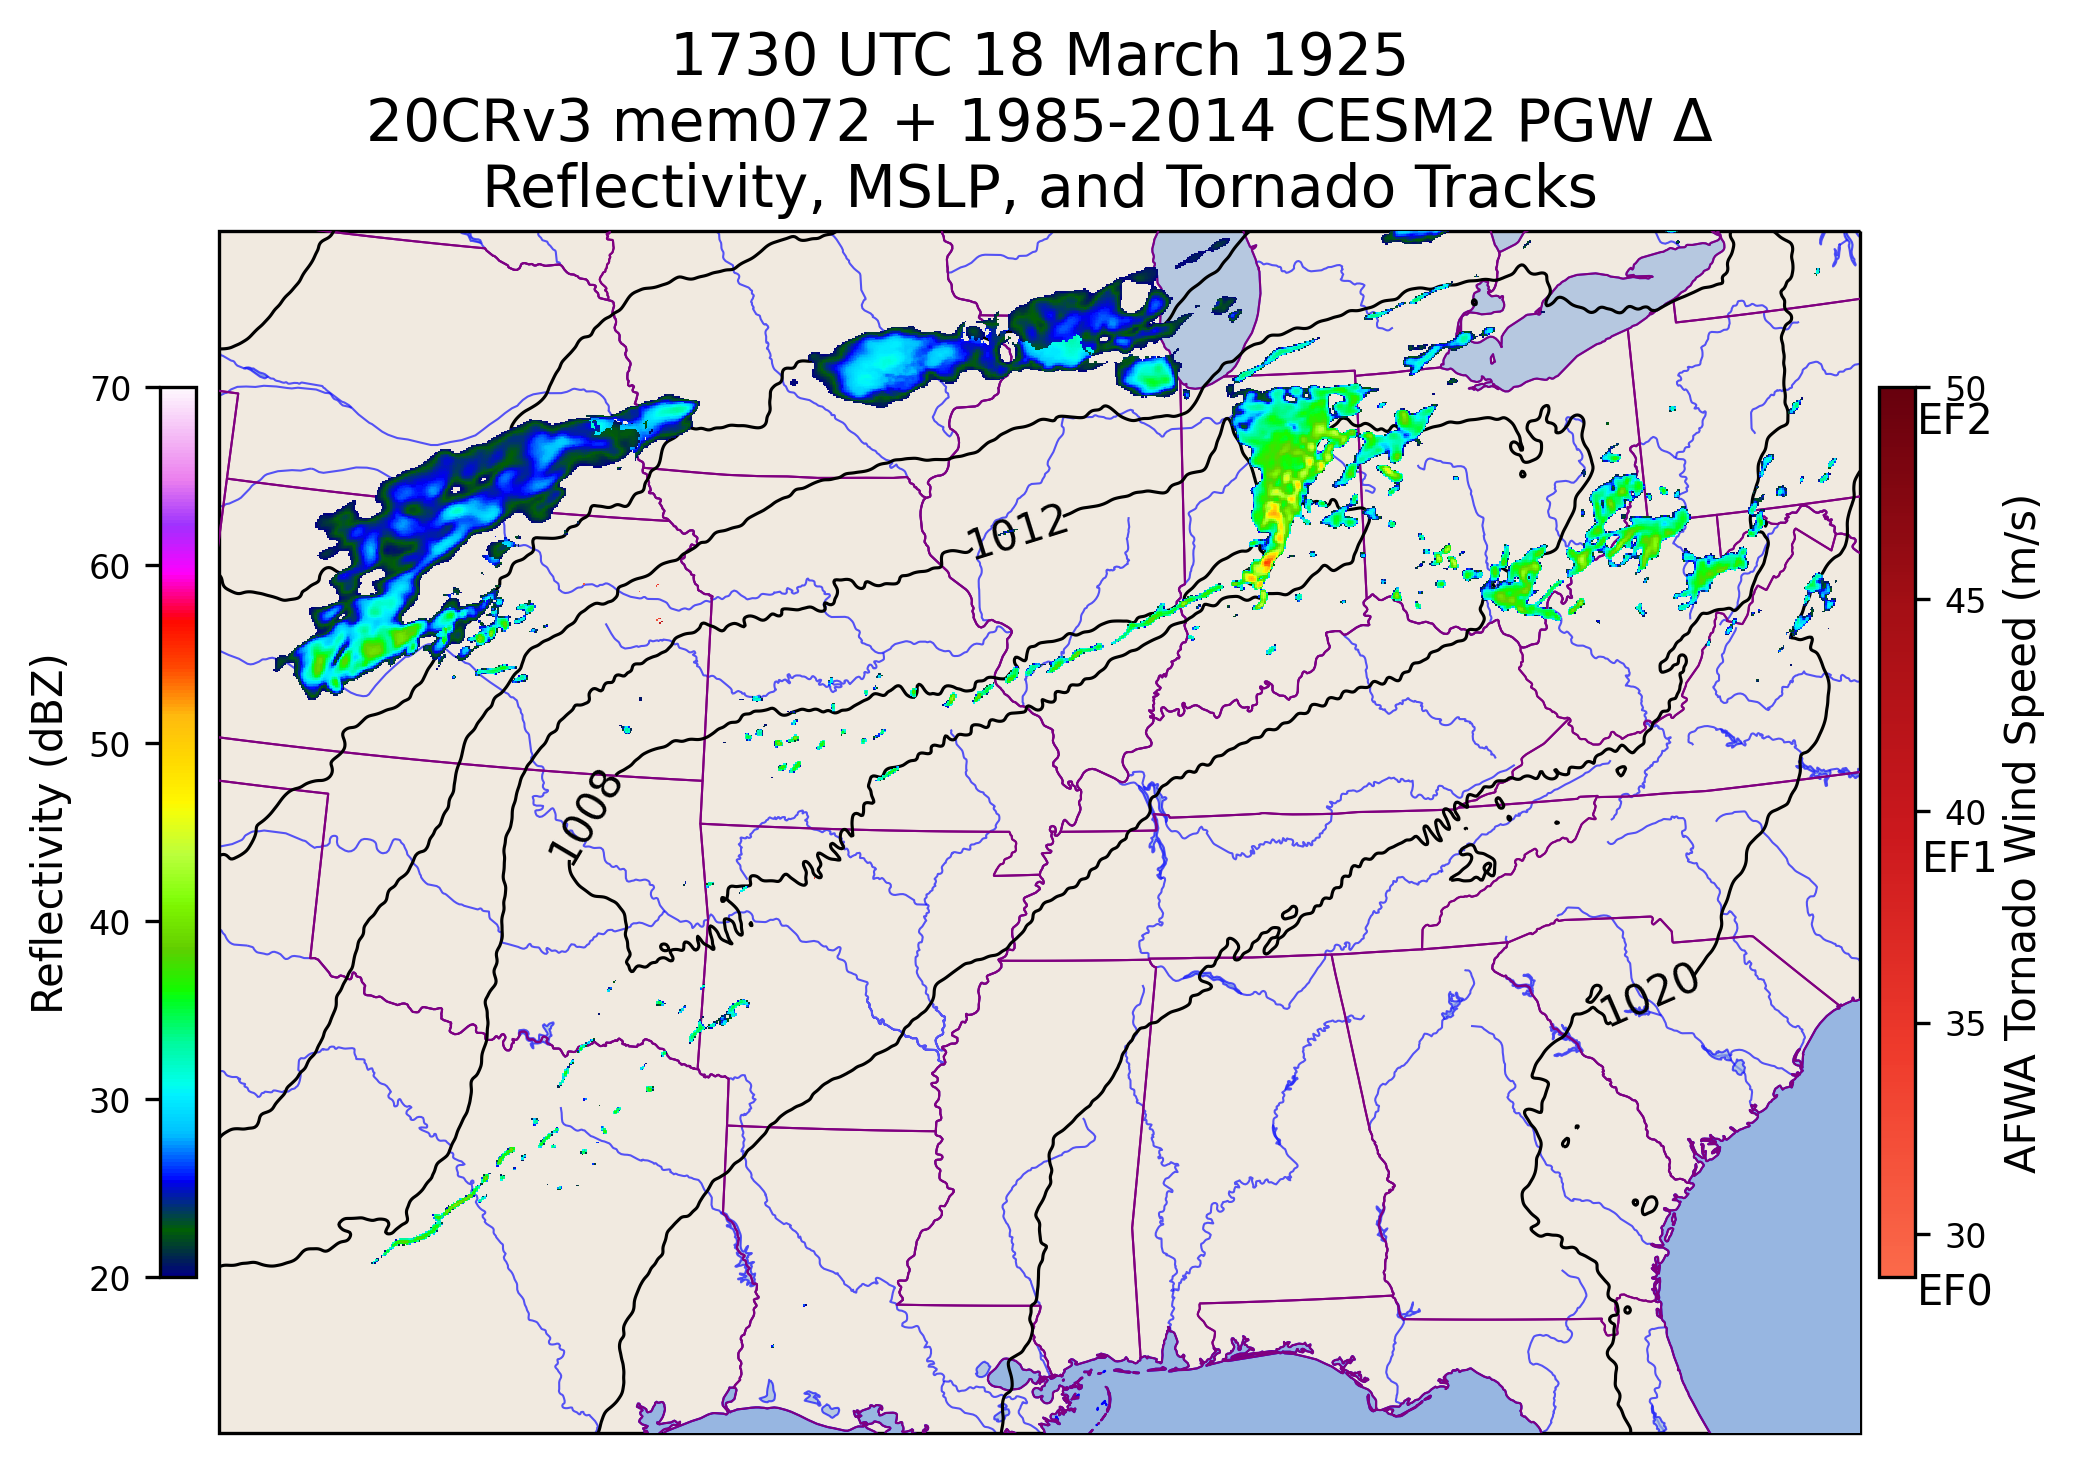 1730 UTC 18 March 1925
20CRv3 mem072 + 1985-2014 CESM2 PGW Δ
Reflectivity, MSLP, and Tornado Tracks
Reflectivity (dBZ)
70
60
50
40
30
20
1012
1008
1020
50
EF2
45
40
EF1
35
30
EF0
AFWA Tornado Wind Speed (m/s)